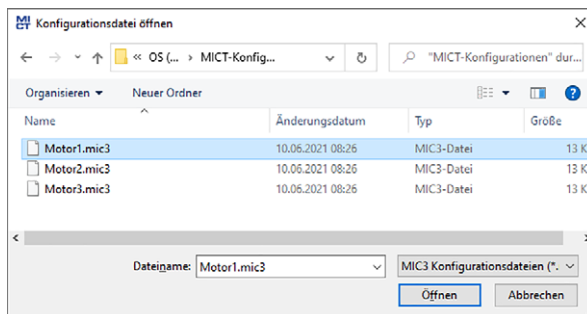 MI
CT Konfigurationsdatei öffnen
« OS (... › MICT-Konfig...
"MICT-Konfigurationen" dur...
Organisieren Neuer Ordner
Name Änderungsdatum Typ Größe
Motor1.mic3 10.06.2021 08:26 MIC3-Datei 13 K
Motor2.mic3 10.06.2021 08:26 MIC3-Datei 13 K
Motor3.mic3 10.06.2021 08:26 MIC3-Datei 13 K
Dateiname: Motor1.mic3 MIC3 Konfigurationsdateien (*.
Öffnen Abbrechen